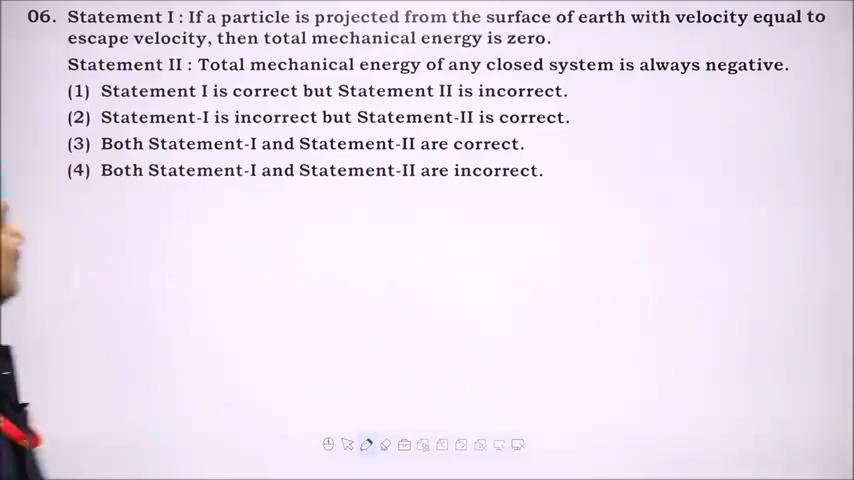 06. Statement I : If a particle is projected from the surface of earth with velocity equal to
escape velocity, then total mechanical energy is zero.
Statement II : Total mechanical energy of any closed system is always negative.
(1) Statement I is correct but Statement II is incorrect.
(2) Statement-I is incorrect but Statement-II is correct.
(3) Both Statement-I and Statement-II are correct.
(4) Both Statement-I and Statement-II are incorrect.